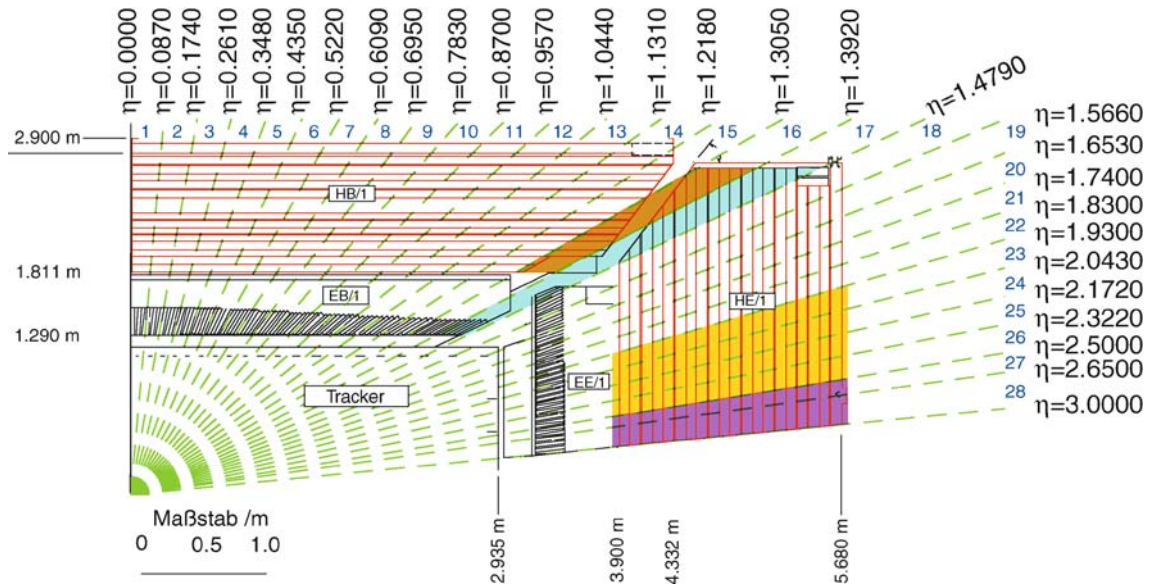 η=0.0000
η=0.0870
η=0.1740
η=0.2610
η=0.3480
η=0.4350
η=0.5220
η=0.6090
η=0.6950
η=0.7830
η=0.8700
η=0.9570
η=1.0440
η=1.1310
η=1.2180
η=1.3050
η=1.3920
η=1.4790
η=1.5660
η=1.6530
η=1.7400
η=1.8300
η=1.9300
η=2.0430
η=2.1720
η=2.3220
η=2.5000
η=2.6500
η=3.0000
1 2 3 4 5 6 7 8 9 10 11 12 13 14 15 16 17 18 19
20
21
22
23
24
25
26
27
28
2.900 m
1.811 m
1.290 m
HB/1
EB/1
HE/1
EE/1
Tracker
Maßstab /m
0 0.5 1.0
2.935 m
3.900 m
4.332 m
5.680 m